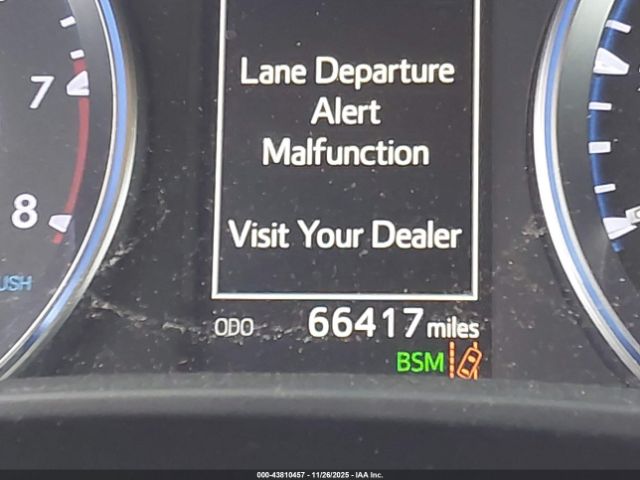 7
8
USH
Lane Departure
Alert
Malfunction
Visit Your Dealer
ODO 66417 miles
BSM
000-43810457 - 11/26/2025 - IAA Inc.